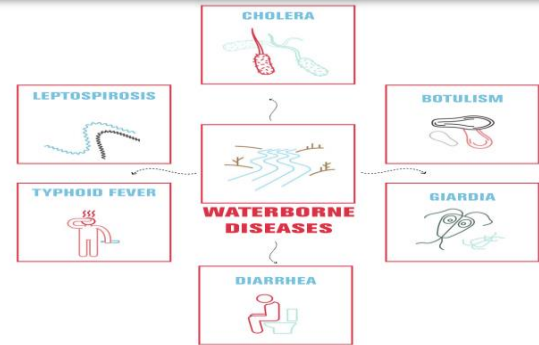 CHOLERA
LEPTOSPIROSIS
BOTULISM
TYPHOID FEVER
WATERBORNE
DISEASES
GIARDIA
DIARRHEA